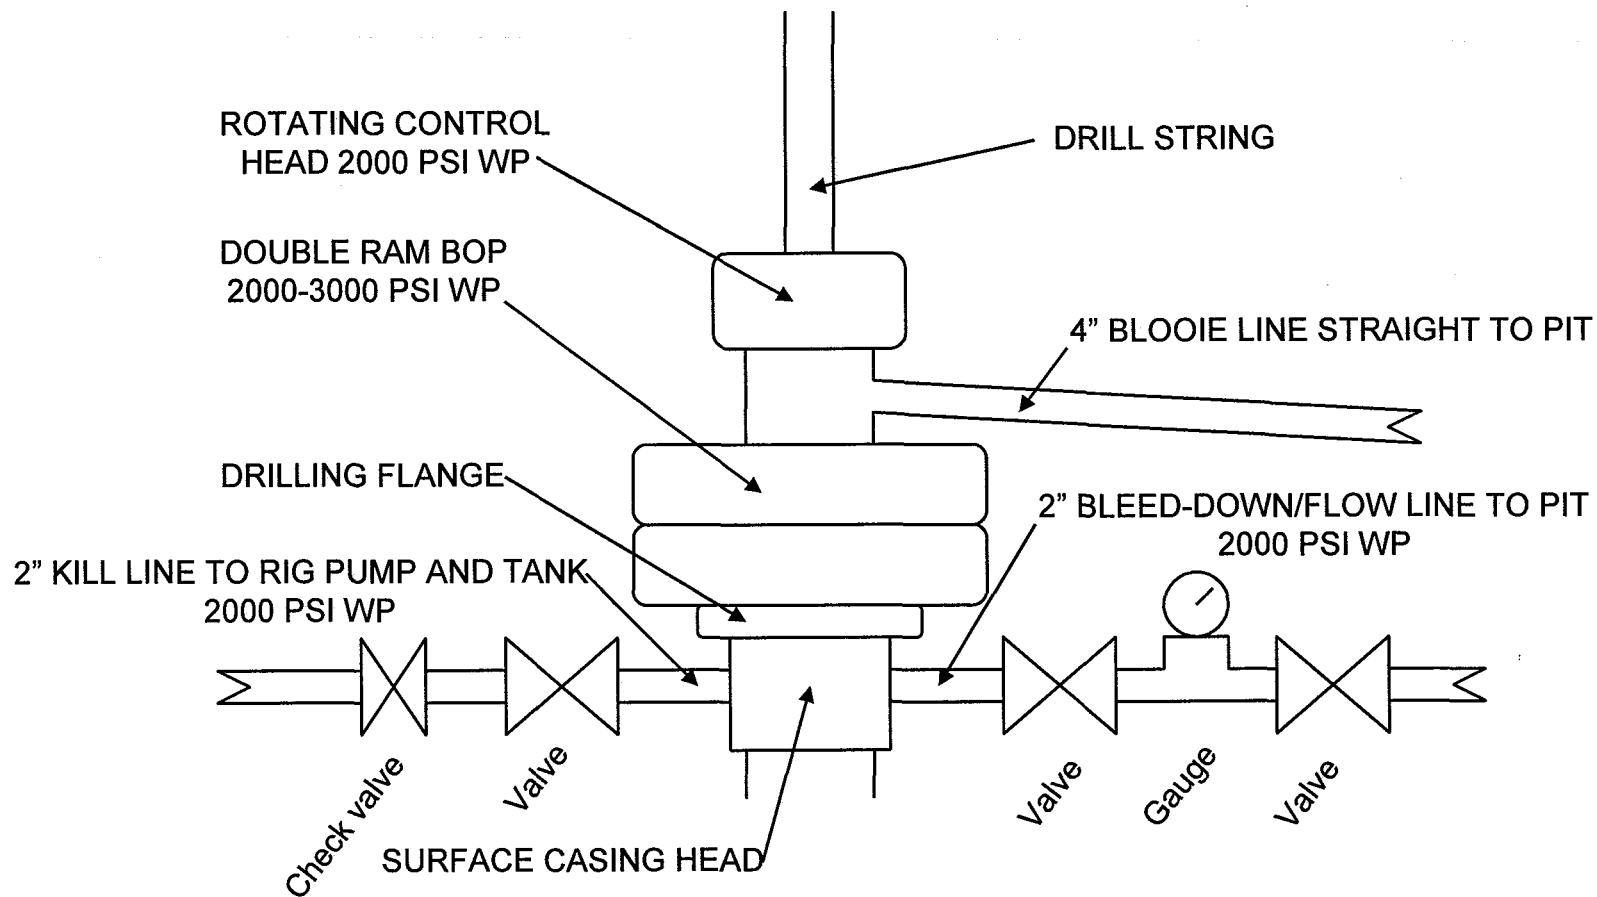 ROTATING CONTROL
HEAD 2000 PSI WP
DRILL STRING
DOUBLE RAM BOP
2000-3000 PSI WP
4” BLOOIE LINE STRAIGHT TO PIT
DRILLING FLANGE
2” BLEED-DOWN/FLOW LINE TO PIT
2000 PSI WP
2” KILL LINE TO RIG PUMP AND TANK
2000 PSI WP
Check valve
Valve
Valve
Gauge
Valve
SURFACE CASING HEAD